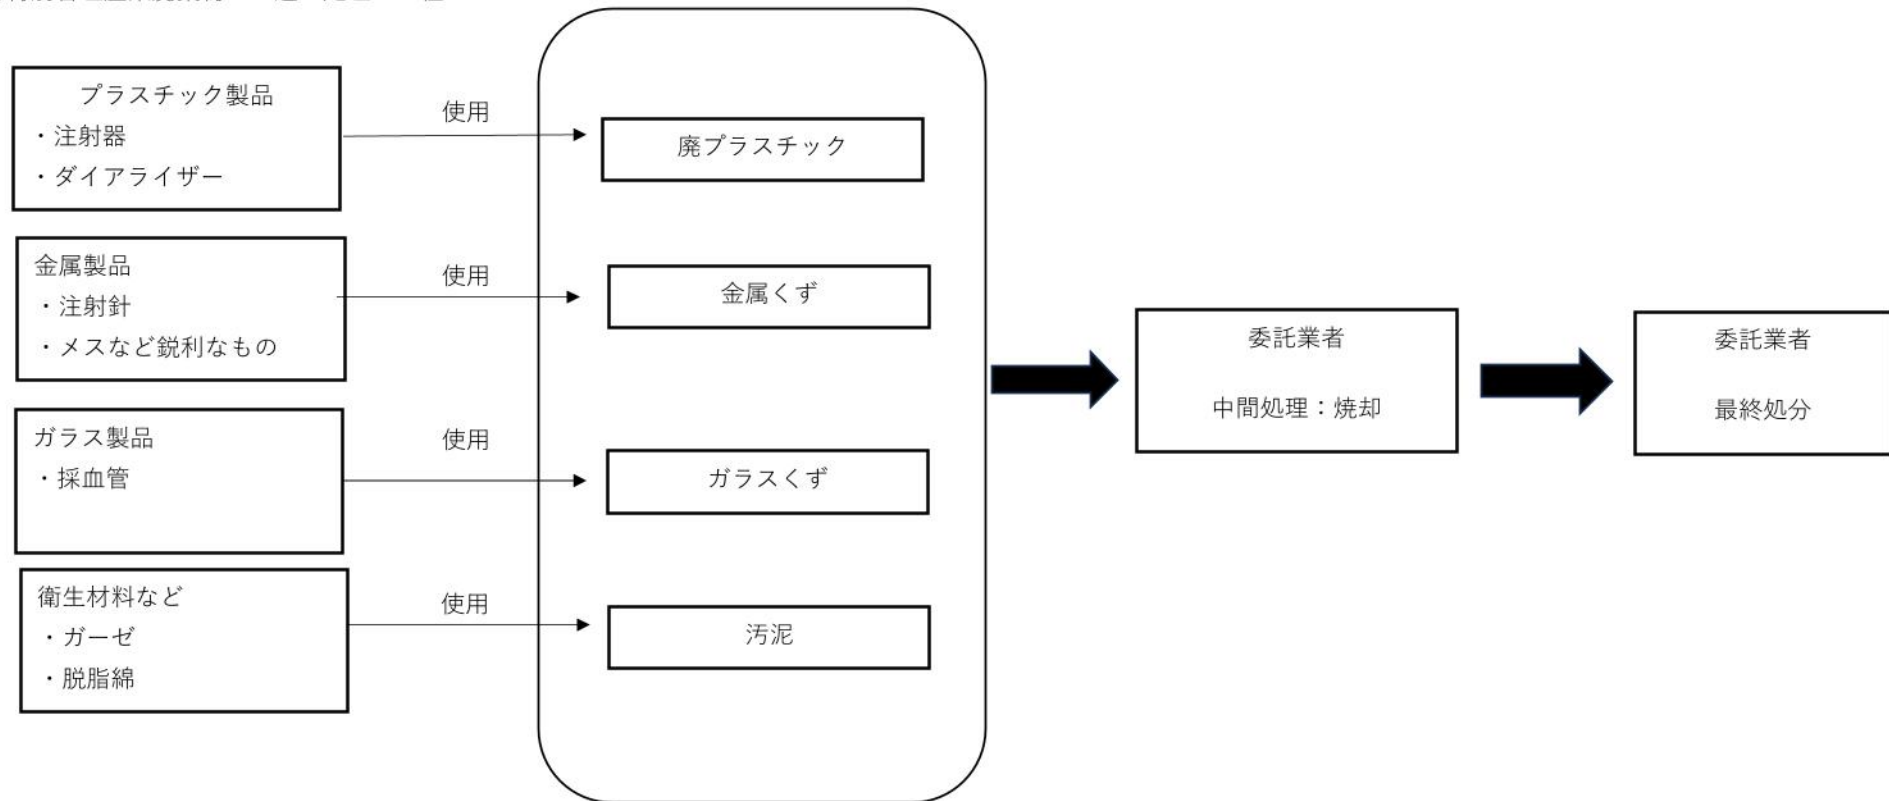 プラスチック製品
・注射器
・ダイアライザー
使用
廃プラスチック
金属製品
・注射針
・メスなど鋭利なもの
使用
金属くず
ガラス製品
・採血管
使用
ガラスくず
衛生材料など
・ガーゼ
・脱脂綿
使用
汚泥
委託業者
中間処理：焼却
委託業者
最終処分